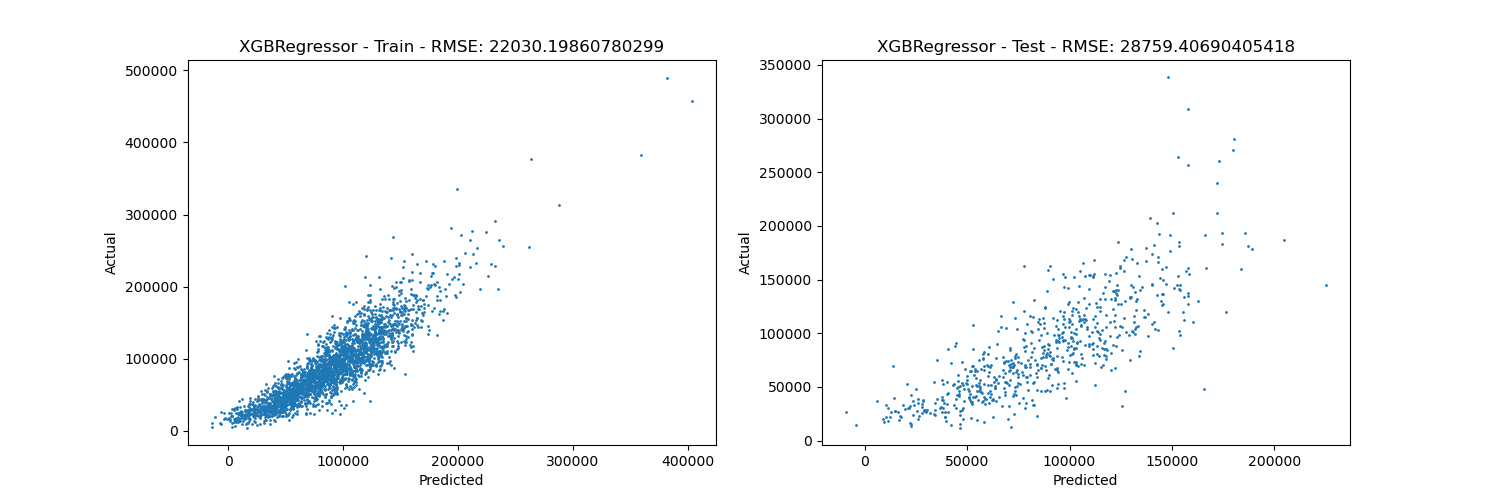 XGBRegressor - Train - RMSE: 22030.19860780299
500000
400000
300000
200000
100000
0
Actual
0 100000 200000 300000 400000
Predicted
XGBRegressor - Test - RMSE: 28759.40690405418
350000
300000
250000
200000
150000
100000
50000
0
Actual
0 50000 100000 150000 200000
Predicted